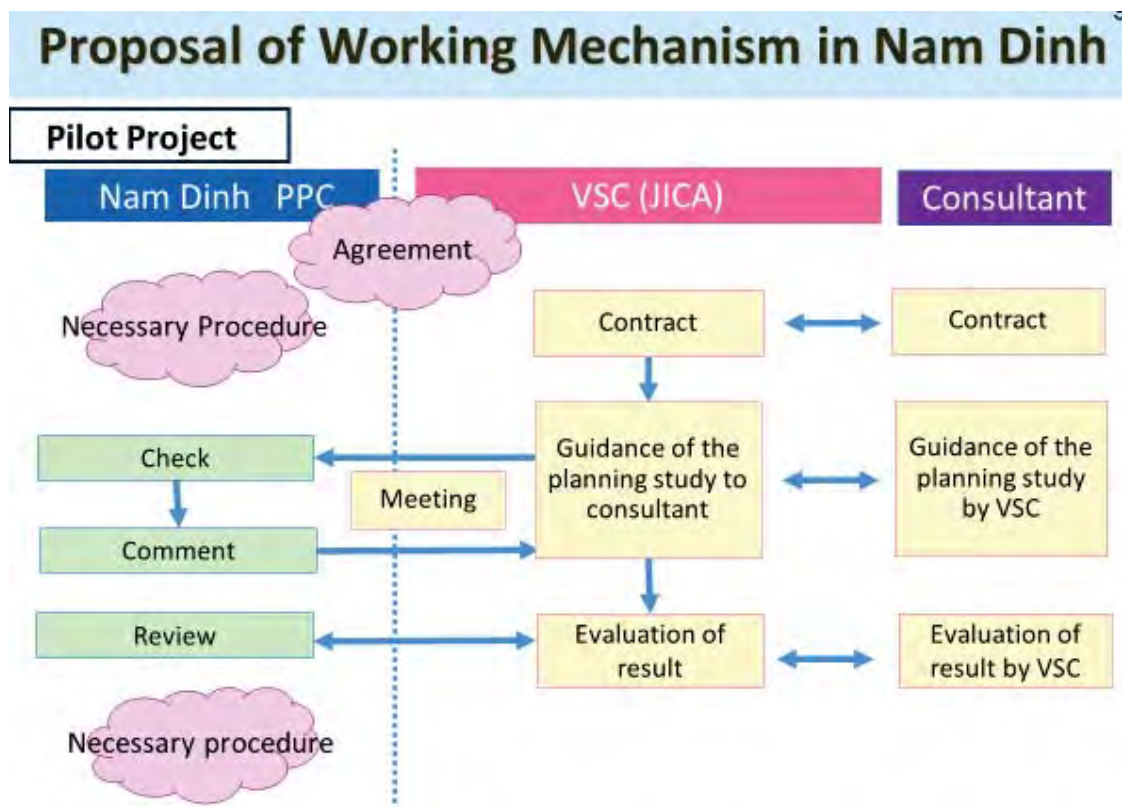 Proposal of Working Mechanism in Nam Dinh
Pilot Project
Nam Dinh PPC
VSC (JICA)
Consultant
Agreement
Necessary Procedure
Contract
Contract
Check
Guidance of the
planning study to
consultant
Guidance of the
planning study
by VSC
Meeting
Comment
Review
Evaluation of
result
Evaluation of
result by VSC
Necessary procedure